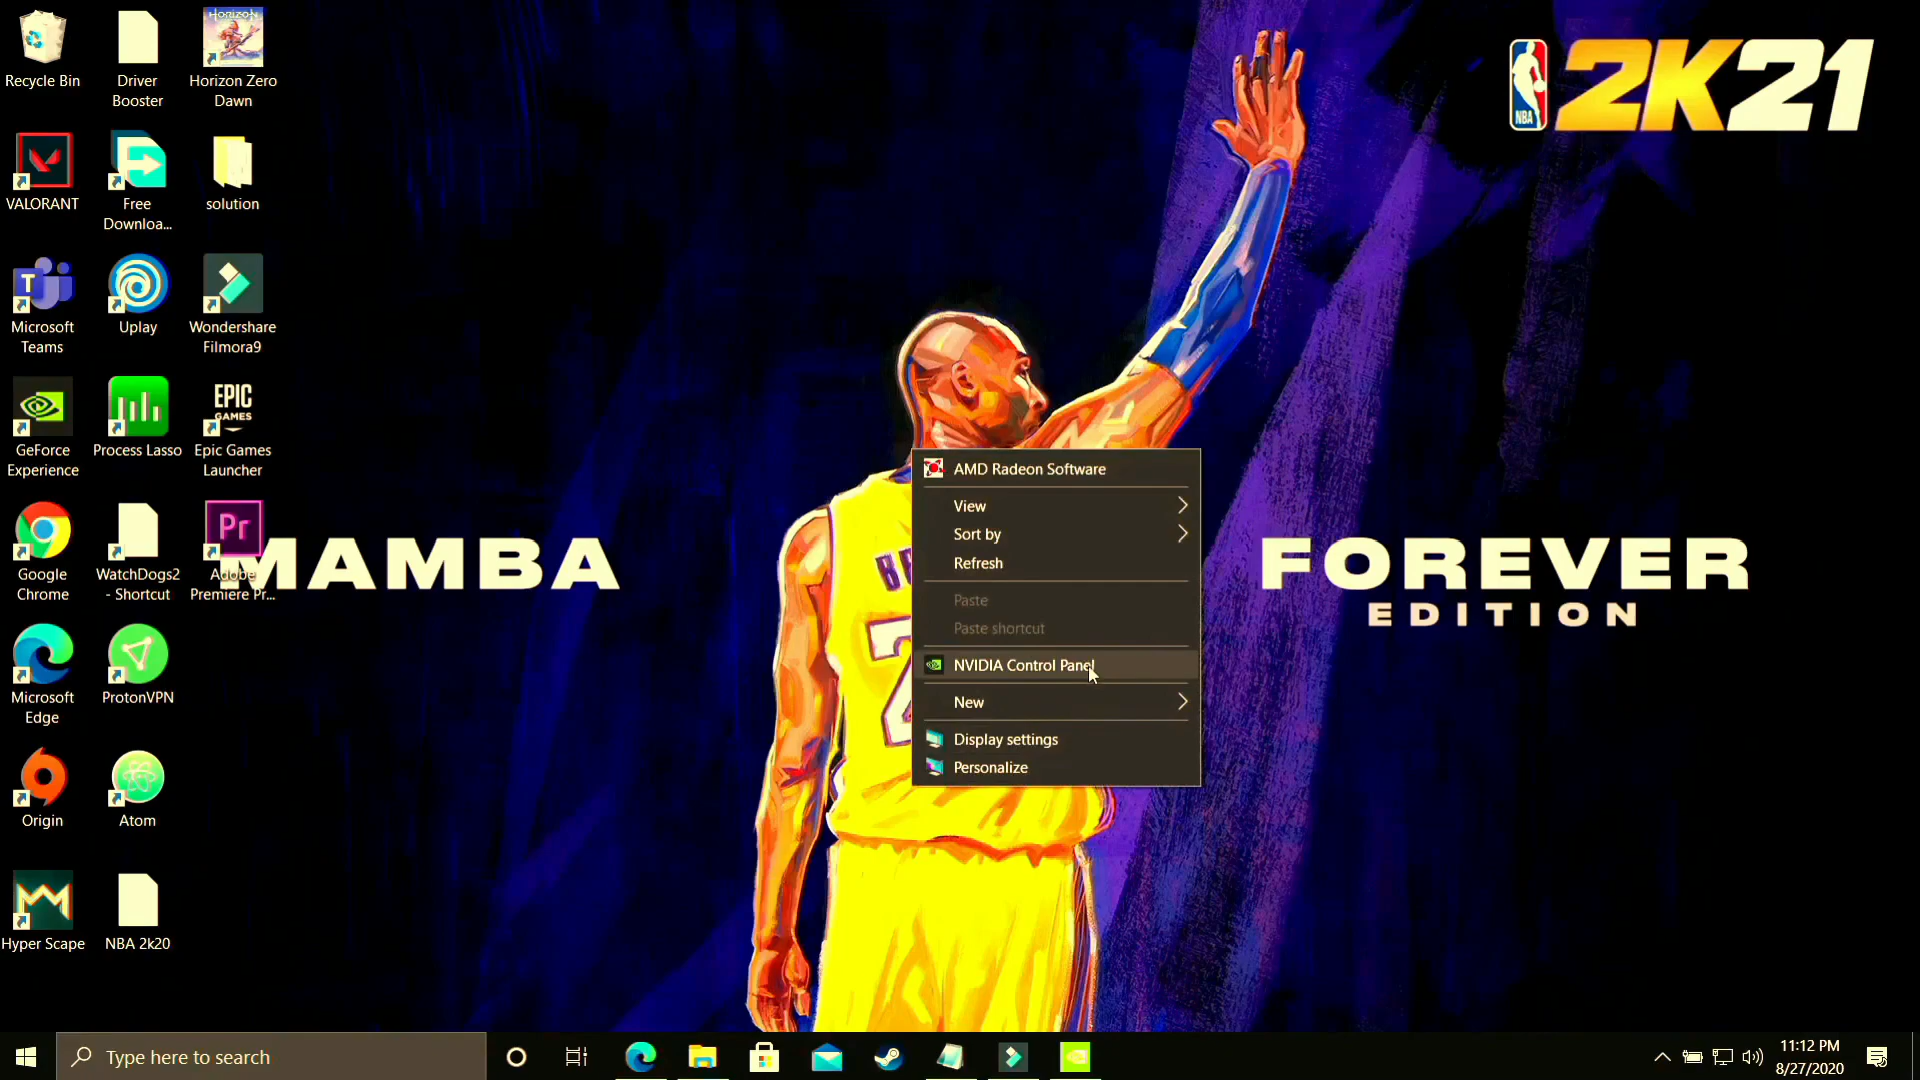 Recycle Bin
Driver
Booster
HORIZON
Horizon Zero
Dawn
VALORANT
Free
Downloa...
solution
T
Microsoft
Teams
Uplay
Wondershare
Filmora9
GeForce
Experience
Process Lasso
EPIC
GAMES
Epic Games
Launcher
Google
Chrome
WatchDogs2
- Shortcut
Pr
Adobe
Premiere Pr...
Microsoft
Edge
ProtonVPN
Origin
Atom
Hyper Scape
NBA 2k20
NBA
2K21
MAMBA
FOREVER
EDITION
AMD Radeon Software
View
Sort by
Refresh
Paste
Paste shortcut
NVIDIA Control Panel
New
Display settings
Personalize
Type here to search
11:12 PM
8/27/2020